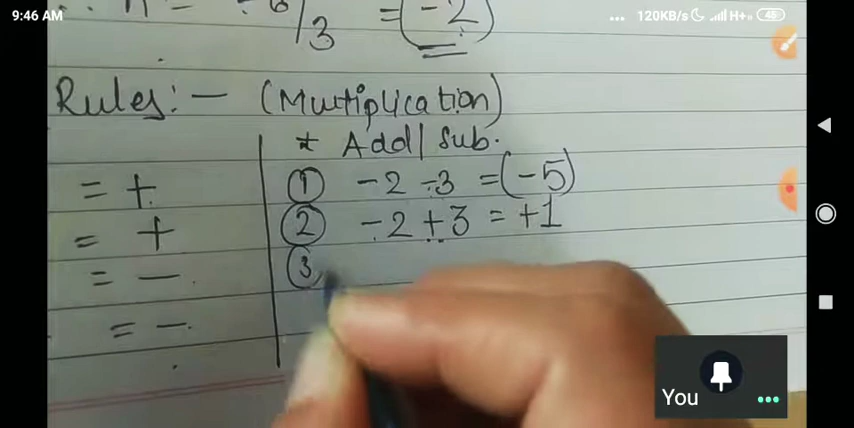 9:46 AM ... 120KB/s H+ 45
/3 = (-2)
Rules:- (Multiplication)
* Add/Sub.
= + ① -2 -3 = (-5)
= + ② -2 + 3 = +1
= - ③
= -
You